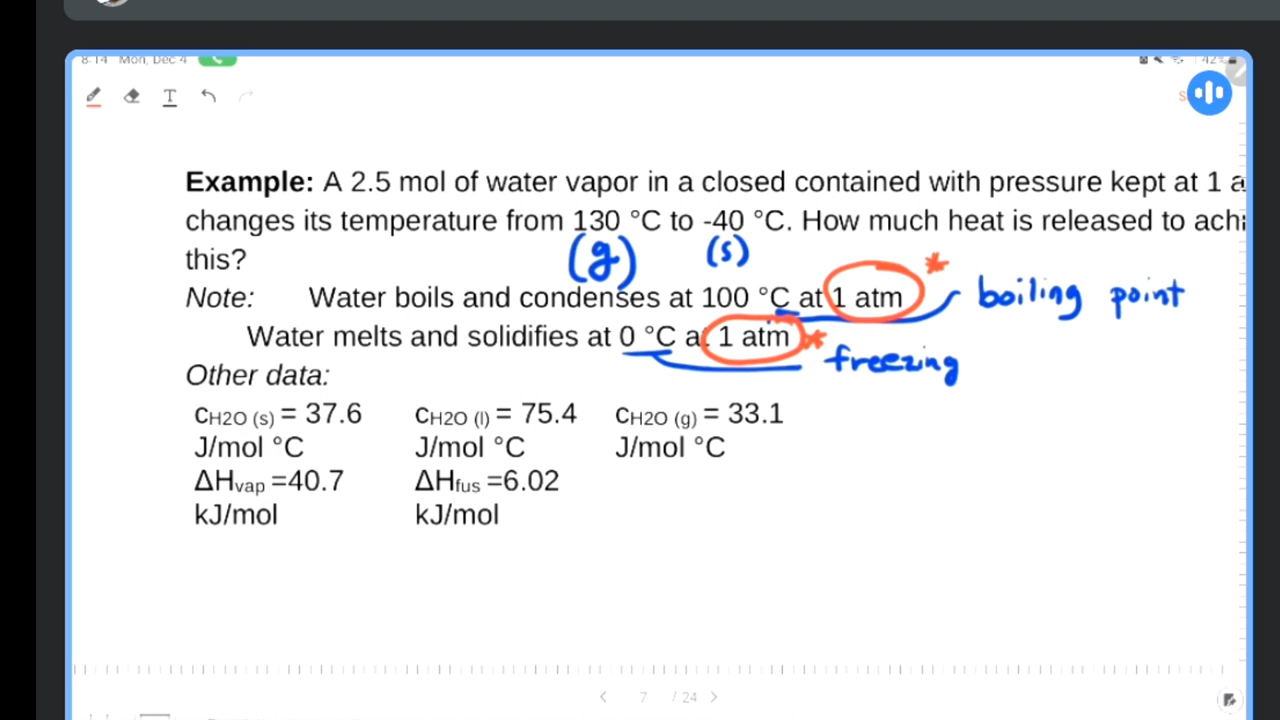 8:14 Mon, Dec 4
42%
T
Example: A 2.5 mol of water vapor in a closed contained with pressure kept at 1 a
changes its temperature from 130 °C to -40 °C. How much heat is released to achi
this?
(g) (s)
Note: Water boils and condenses at 100 °C at 1 atm * boiling point
Water melts and solidifies at 0 °C at 1 atm * freezing
Other data:
CH2O (s) = 37.6 CH2O (l) = 75.4 CH2O (g) = 33.1
J/mol °C J/mol °C J/mol °C
ΔHvap =40.7 ΔHfus =6.02
kJ/mol kJ/mol
< 7 / 24 >